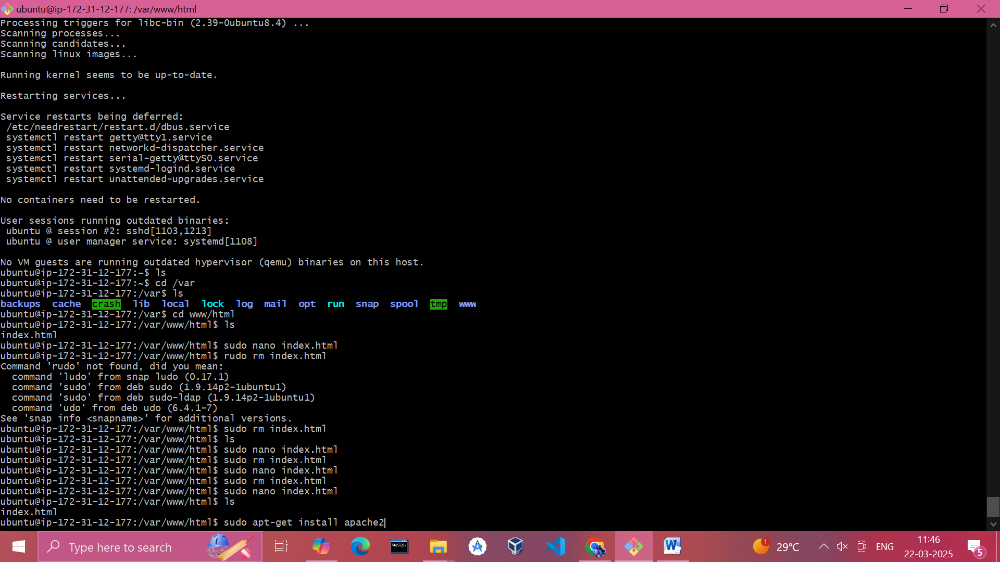 ubuntu@ip-172-31-12-177: /var/www/html
Processing triggers for libc-bin (2.39-0ubuntu8.4) ...
Scanning processes...
Scanning candidates...
Scanning linux images...
Running kernel seems to be up-to-date.
Restarting services...
Service restarts being deferred:
 /etc/needrestart/restart.d/dbus.service
 systemctl restart getty@tty1.service
 systemctl restart networkd-dispatcher.service
 systemctl restart serial-getty@ttyS0.service
 systemctl restart systemd-logind.service
 systemctl restart unattended-upgrades.service
No containers need to be restarted.
User sessions running outdated binaries:
 ubuntu @ session #2: sshd[1103,1213]
 ubuntu @ user manager service: systemd[1108]
No VM guests are running outdated hypervisor (qemu) binaries on this host.
ubuntu@ip-172-31-12-177:~$ ls
ubuntu@ip-172-31-12-177:~$ cd /var
ubuntu@ip-172-31-12-177:/var$ ls
backups  cache  crash  lib  local  lock  log  mail  opt  run  snap  spool  tmp  www
ubuntu@ip-172-31-12-177:/var$ cd www/html
ubuntu@ip-172-31-12-177:/var/www/html$ ls
index.html
ubuntu@ip-172-31-12-177:/var/www/html$ sudo nano index.html
ubuntu@ip-172-31-12-177:/var/www/html$ rudo rm index.html
Command 'rudo' not found, did you mean:
  command 'ludo' from snap ludo (0.17.1)
  command 'sudo' from deb sudo (1.9.14p2-1ubuntu1)
  command 'sudo' from deb sudo-ldap (1.9.14p2-1ubuntu1)
  command 'udo' from deb udo (6.4.1-7)
See 'snap info <snapname>' for additional versions.
ubuntu@ip-172-31-12-177:/var/www/html$ sudo rm index.html
ubuntu@ip-172-31-12-177:/var/www/html$ ls
ubuntu@ip-172-31-12-177:/var/www/html$ sudo nano index.html
ubuntu@ip-172-31-12-177:/var/www/html$ sudo rm index.html
ubuntu@ip-172-31-12-177:/var/www/html$ sudo nano index.html
ubuntu@ip-172-31-12-177:/var/www/html$ sudo rm index.html
ubuntu@ip-172-31-12-177:/var/www/html$ sudo nano index.html
ubuntu@ip-172-31-12-177:/var/www/html$ ls
index.html
ubuntu@ip-172-31-12-177:/var/www/html$ sudo apt-get install apache2
Type here to search
MySQL
W
1
29°C
ENG
11:46
22-03-2025
5